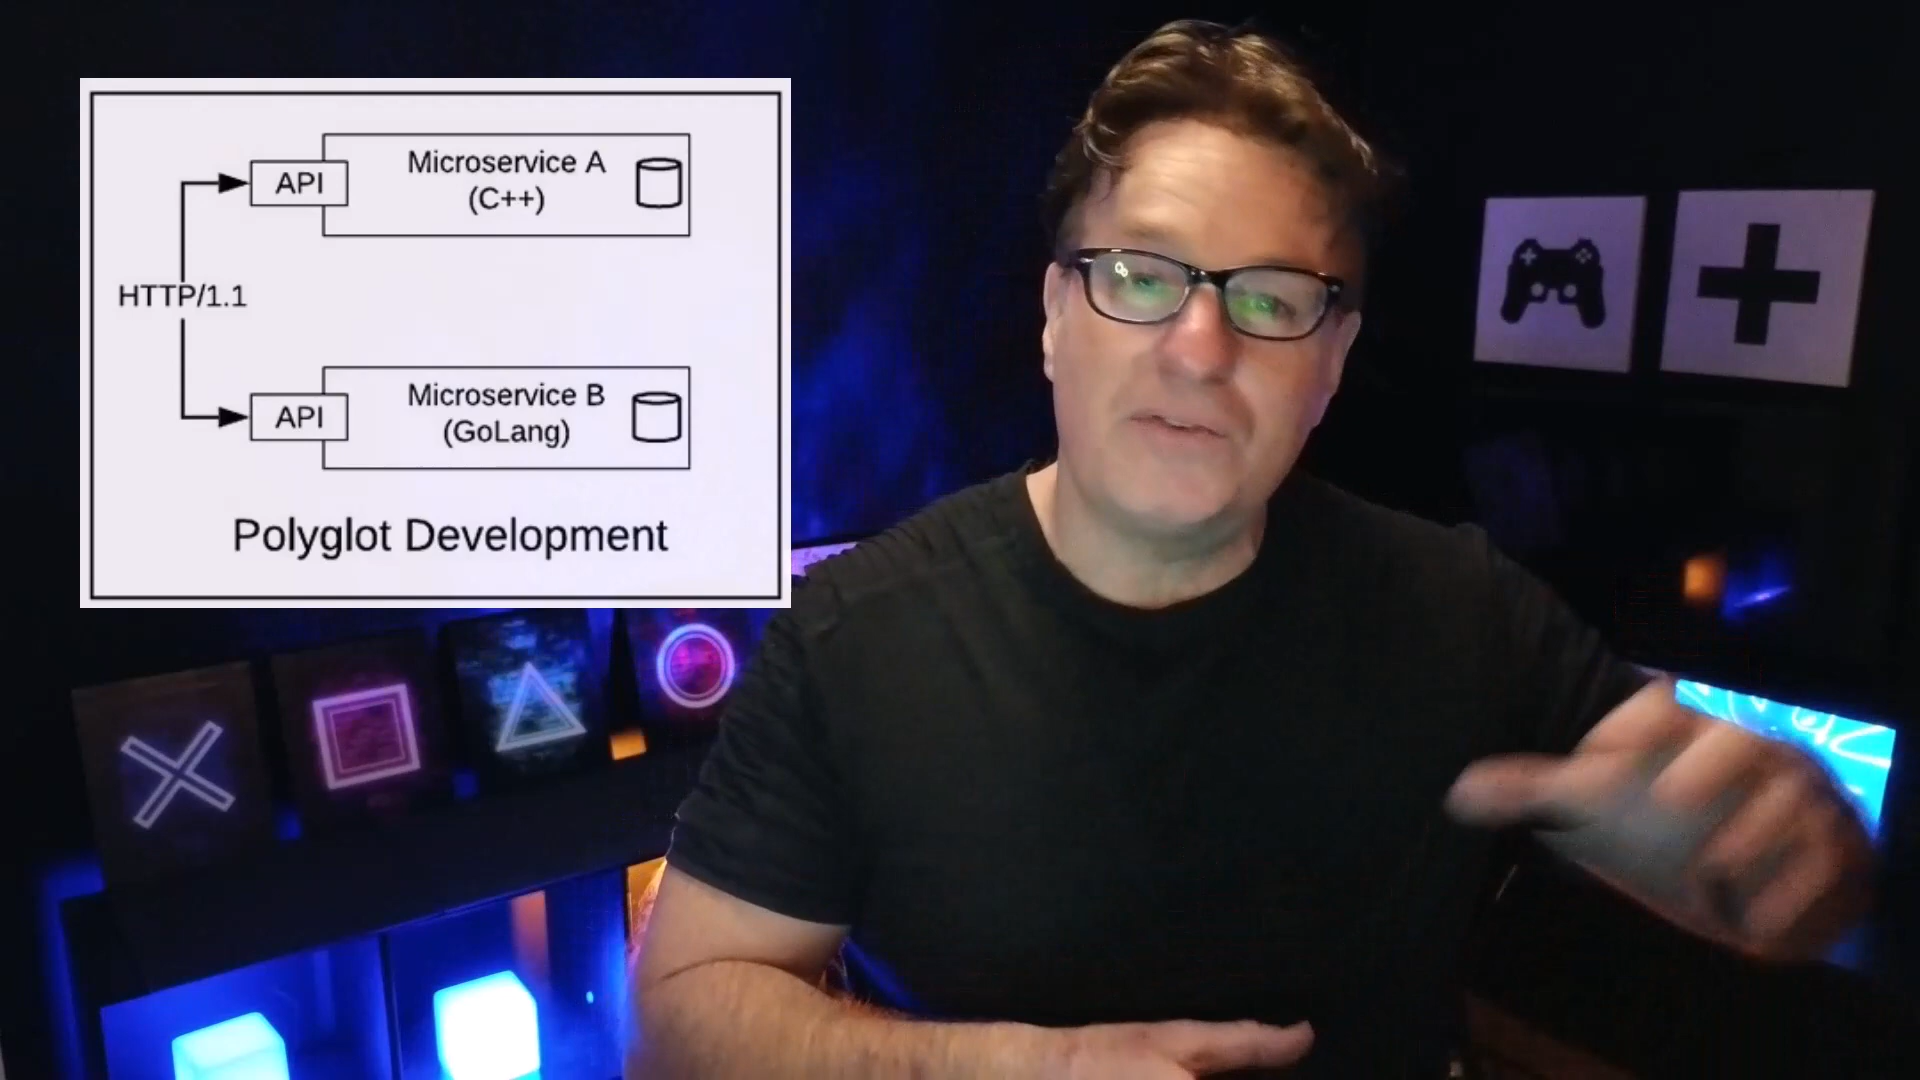 API
Microservice A
(C++)
HTTP/1.1
API
Microservice B
(GoLang)
Polyglot Development